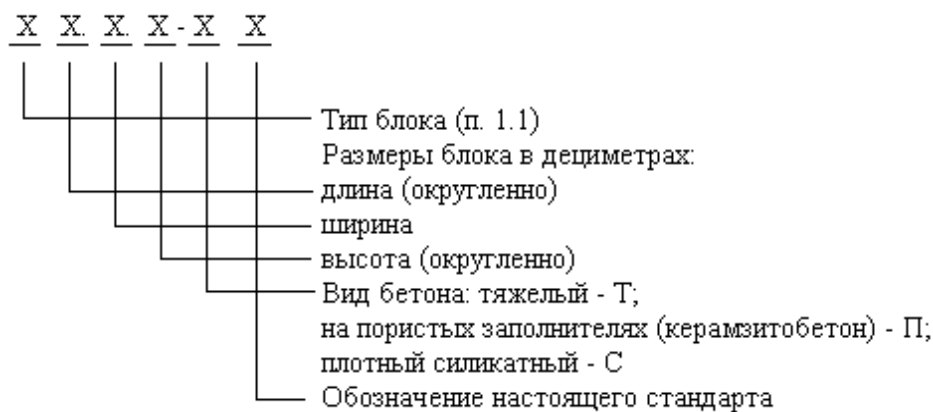 Х Х. Х. Х - Х Х
Тип блока (п. 1.1)
Размеры блока в дециметрах:
длина (округленно)
ширина
высота (округленно)
Вид бетона: тяжелый - Т;
на пористых заполнителях (керамзитобетон) - П;
плотный силикатный - С
Обозначение настоящего стандарта